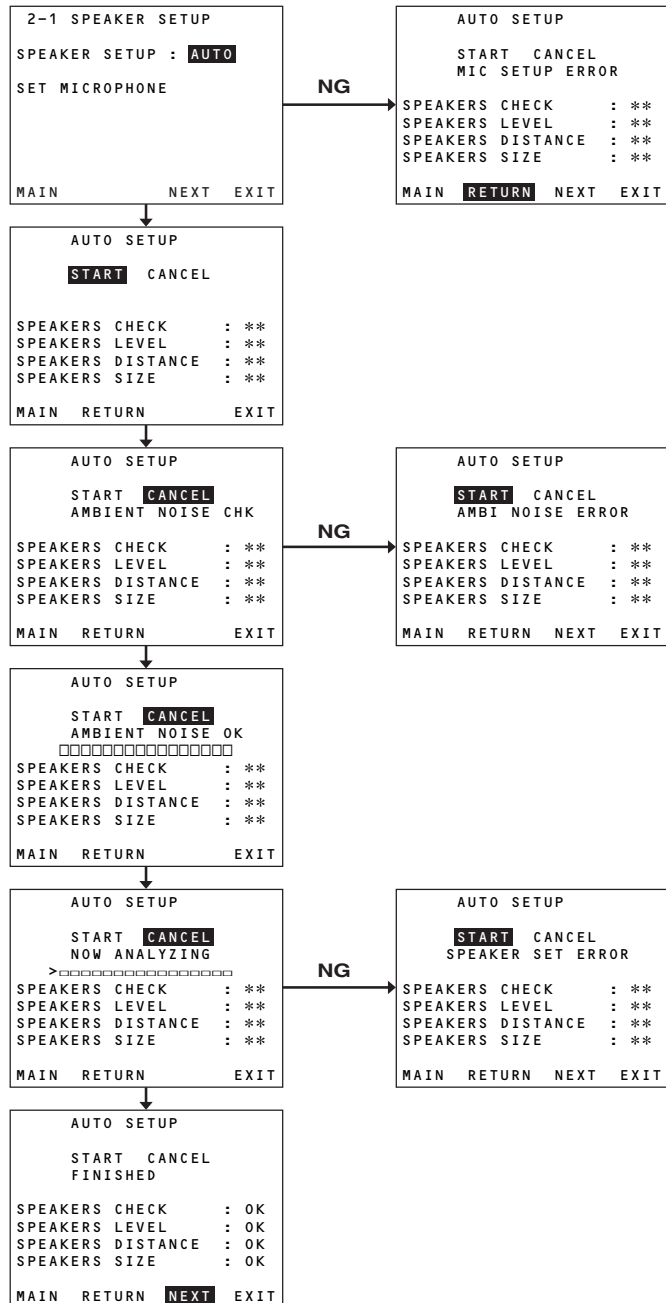 2-1 SPEAKER SETUP
SPEAKER SETUP : AUTO
SET MICROPHONE
MAIN NEXT EXIT
NG
AUTO SETUP
START CANCEL
MIC SETUP ERROR
SPEAKERS CHECK : **
SPEAKERS LEVEL : **
SPEAKERS DISTANCE : **
SPEAKERS SIZE : **
MAIN RETURN NEXT EXIT
AUTO SETUP
START CANCEL
SPEAKERS CHECK : **
SPEAKERS LEVEL : **
SPEAKERS DISTANCE : **
SPEAKERS SIZE : **
MAIN RETURN EXIT
AUTO SETUP
START CANCEL
AMBIENT NOISE CHK
SPEAKERS CHECK : **
SPEAKERS LEVEL : **
SPEAKERS DISTANCE : **
SPEAKERS SIZE : **
MAIN RETURN EXIT
NG
AUTO SETUP
START CANCEL
AMBI NOISE ERROR
SPEAKERS CHECK : **
SPEAKERS LEVEL : **
SPEAKERS DISTANCE : **
SPEAKERS SIZE : **
MAIN RETURN NEXT EXIT
AUTO SETUP
START CANCEL
AMBIENT NOISE OK
□□□□□□□□□□□□□□□□
SPEAKERS CHECK : **
SPEAKERS LEVEL : **
SPEAKERS DISTANCE : **
SPEAKERS SIZE : **
MAIN RETURN EXIT
AUTO SETUP
START CANCEL
NOW ANALYZING
>□□□□□□□□□□□□□□□□
SPEAKERS CHECK : **
SPEAKERS LEVEL : **
SPEAKERS DISTANCE : **
SPEAKERS SIZE : **
MAIN RETURN EXIT
NG
AUTO SETUP
START CANCEL
SPEAKER SET ERROR
SPEAKERS CHECK : **
SPEAKERS LEVEL : **
SPEAKERS DISTANCE : **
SPEAKERS SIZE : **
MAIN RETURN NEXT EXIT
AUTO SETUP
START CANCEL
FINISHED
SPEAKERS CHECK : OK
SPEAKERS LEVEL : OK
SPEAKERS DISTANCE : OK
SPEAKERS SIZE : OK
MAIN RETURN NEXT EXIT